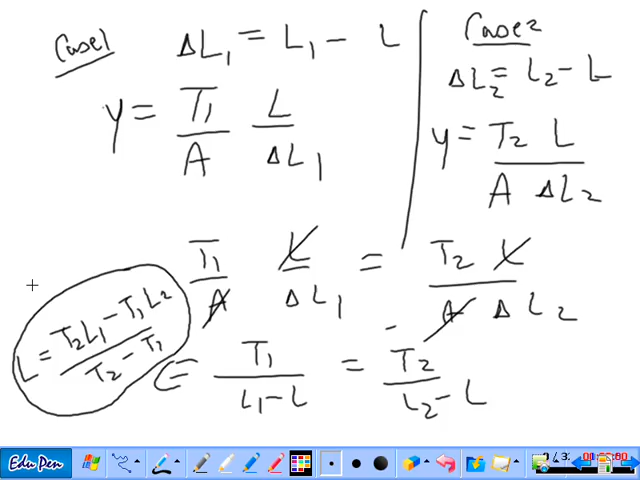 Case1
ΔL₁ = L₁ − L
y = T₁/A L/ΔL₁
Case2
ΔL₂ = L₂ − L
y = T₂ L / A ΔL₂
T₁/A L/ΔL₁ = T₂ L / A ΔL₂
L = T₂L₁ − T₁L₂ / T₂ − T₁
⇐ T₁ / L₁−L = T₂ / L₂−L
Edu Pen